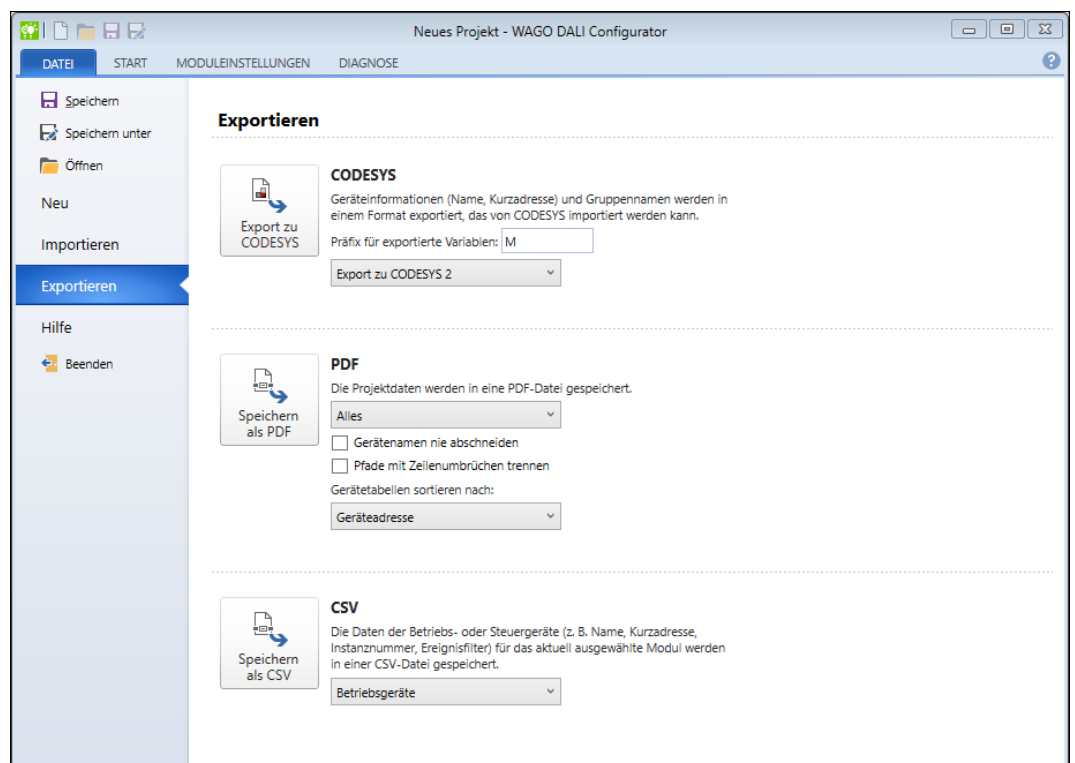 Neues Projekt - WAGO DALI Configurator
DATEI START MODULEINSTELLUNGEN DIAGNOSE
Speichern
Speichern unter
Öffnen
Neu
Importieren
Exportieren
Hilfe
Beenden
Exportieren
Export zu
CODESYS
CODESYS
Geräteinformationen (Name, Kurzadresse) und Gruppennamen werden in
einem Format exportiert, das von CODESYS importiert werden kann.
Präfix für exportierte Variablen: M
Export zu CODESYS 2
Speichern
als PDF
PDF
Die Projektdaten werden in eine PDF-Datei gespeichert.
Alles
Gerätenamen nie abschneiden
Pfade mit Zeilenumbrüchen trennen
Gerätetabellen sortieren nach:
Geräteadresse
Speichern
als CSV
CSV
Die Daten der Betriebs- oder Steuergeräte (z. B. Name, Kurzadresse,
Instanznummer, Ereignisfilter) für das aktuell ausgewählte Modul werden
in einer CSV-Datei gespeichert.
Betriebsgeräte